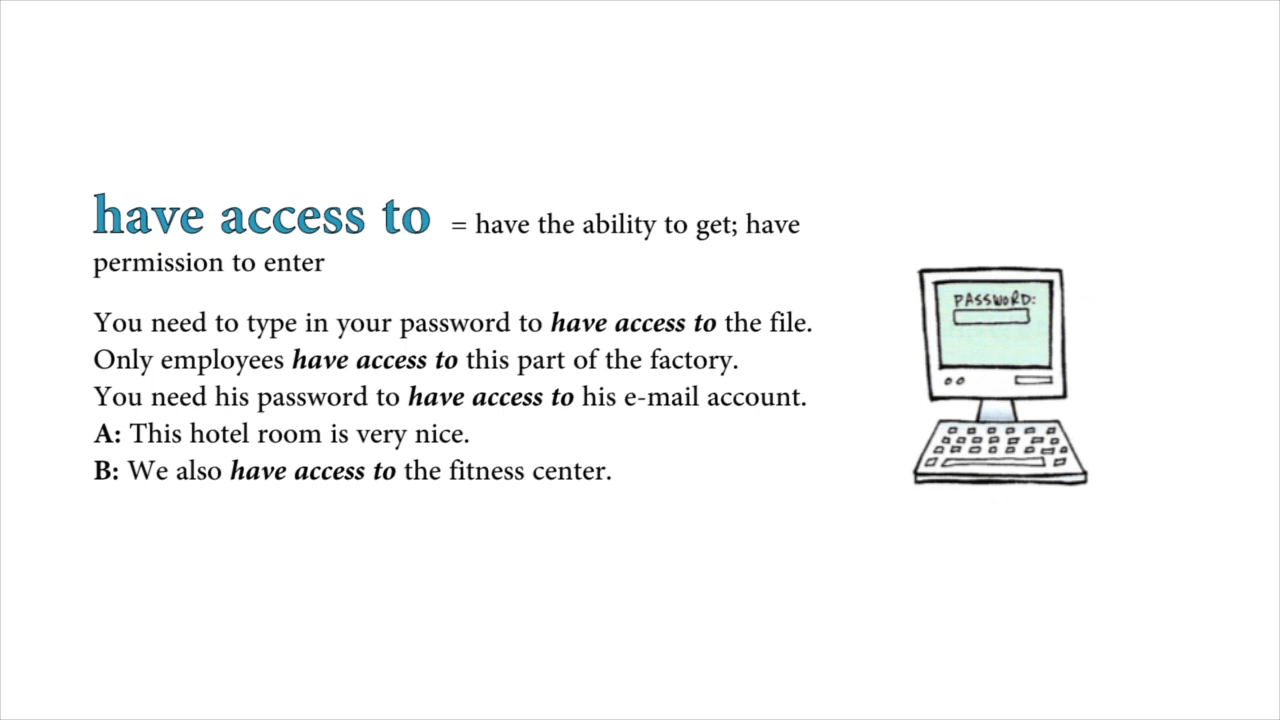 have access to = have the ability to get; have
permission to enter
You need to type in your password to have access to the file.
Only employees have access to this part of the factory.
You need his password to have access to his e-mail account.
A: This hotel room is very nice.
B: We also have access to the fitness center.
PASSWORD: